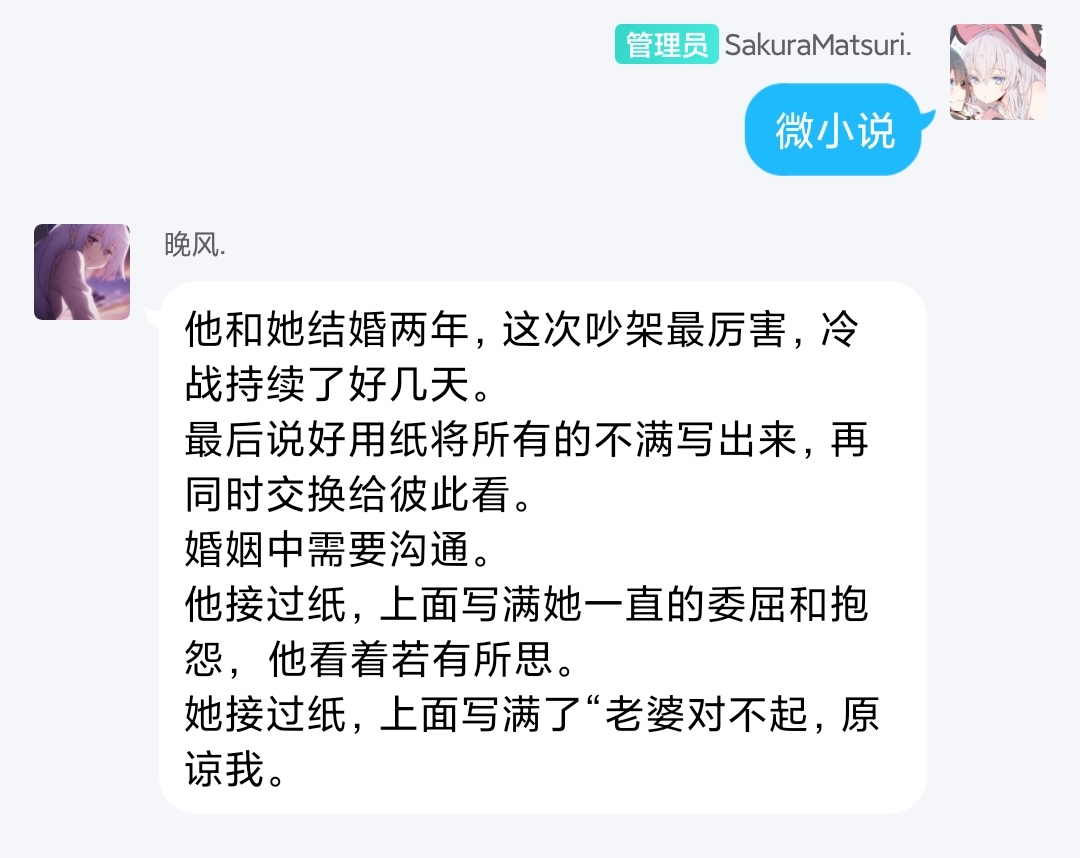 管理员 SakuraMatsuri.
微小说
晚风.
他和她结婚两年，这次吵架最厉害，冷
战持续了好几天。
最后说好用纸将所有的不满写出来，再
同时交换给彼此看。
婚姻中需要沟通。
他接过纸，上面写满她一直的委屈和抱
怨， 他看着若有所思。
她接过纸，上面写满了“老婆对不起，原
谅我。